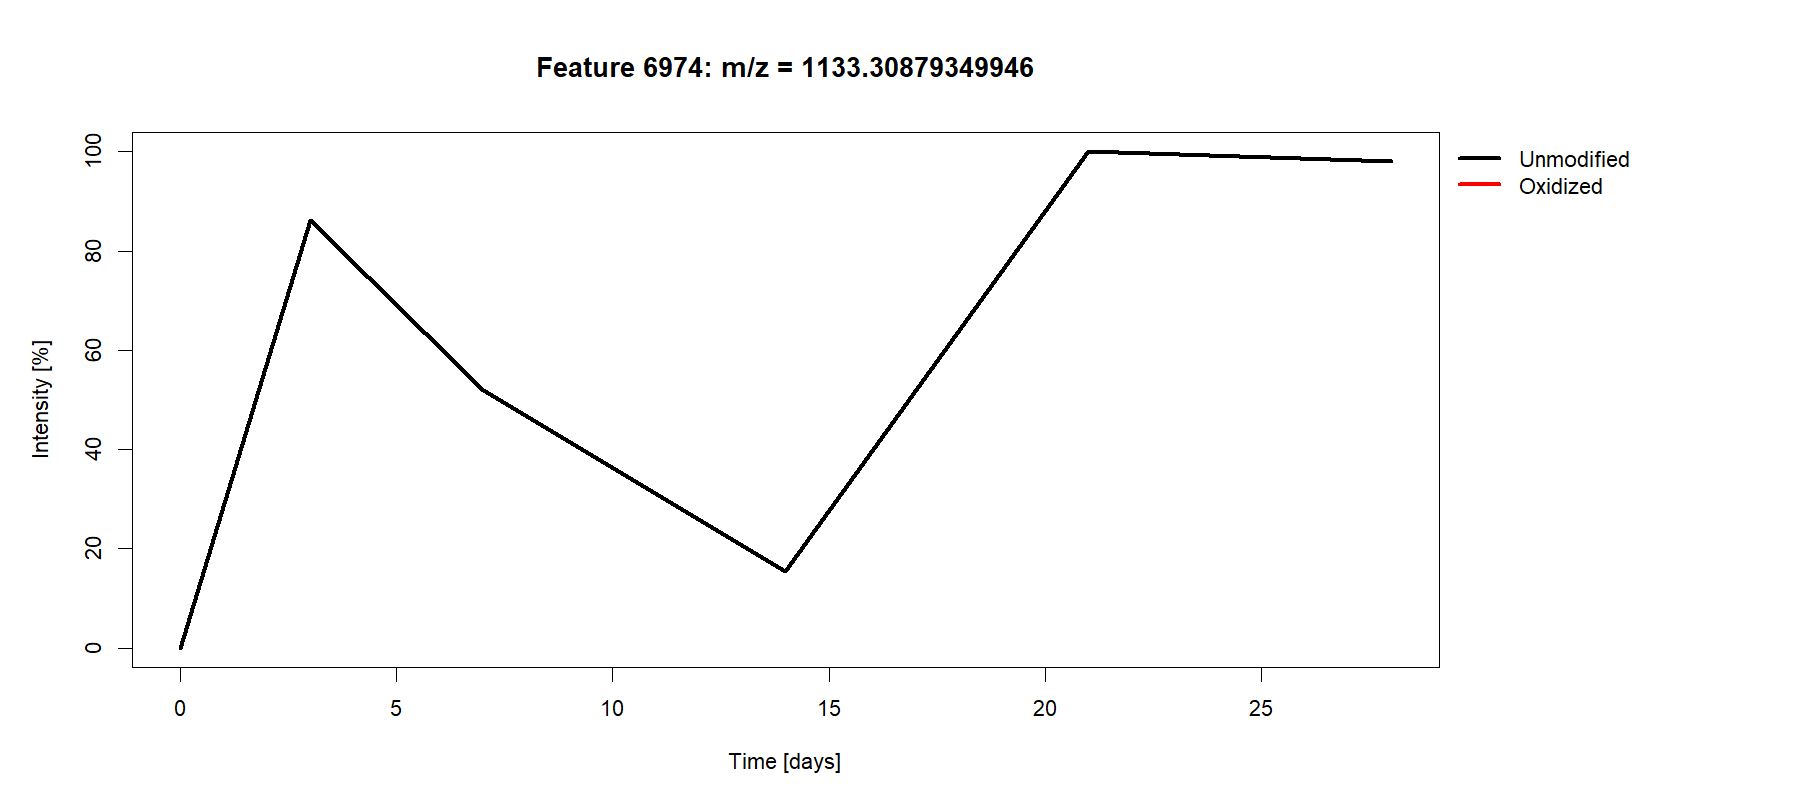 Feature 6974: m/z = 1133.30879349946
Unmodified
Oxidized
100
80
60
40
20
0
Intensity [%]
0 5 10 15 20 25
Time [days]